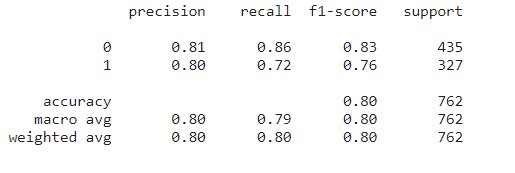 precision recall f1-score support
0 0.81 0.86 0.83 435
1 0.80 0.72 0.76 327
accuracy 0.80 762
macro avg 0.80 0.79 0.80 762
weighted avg 0.80 0.80 0.80 762